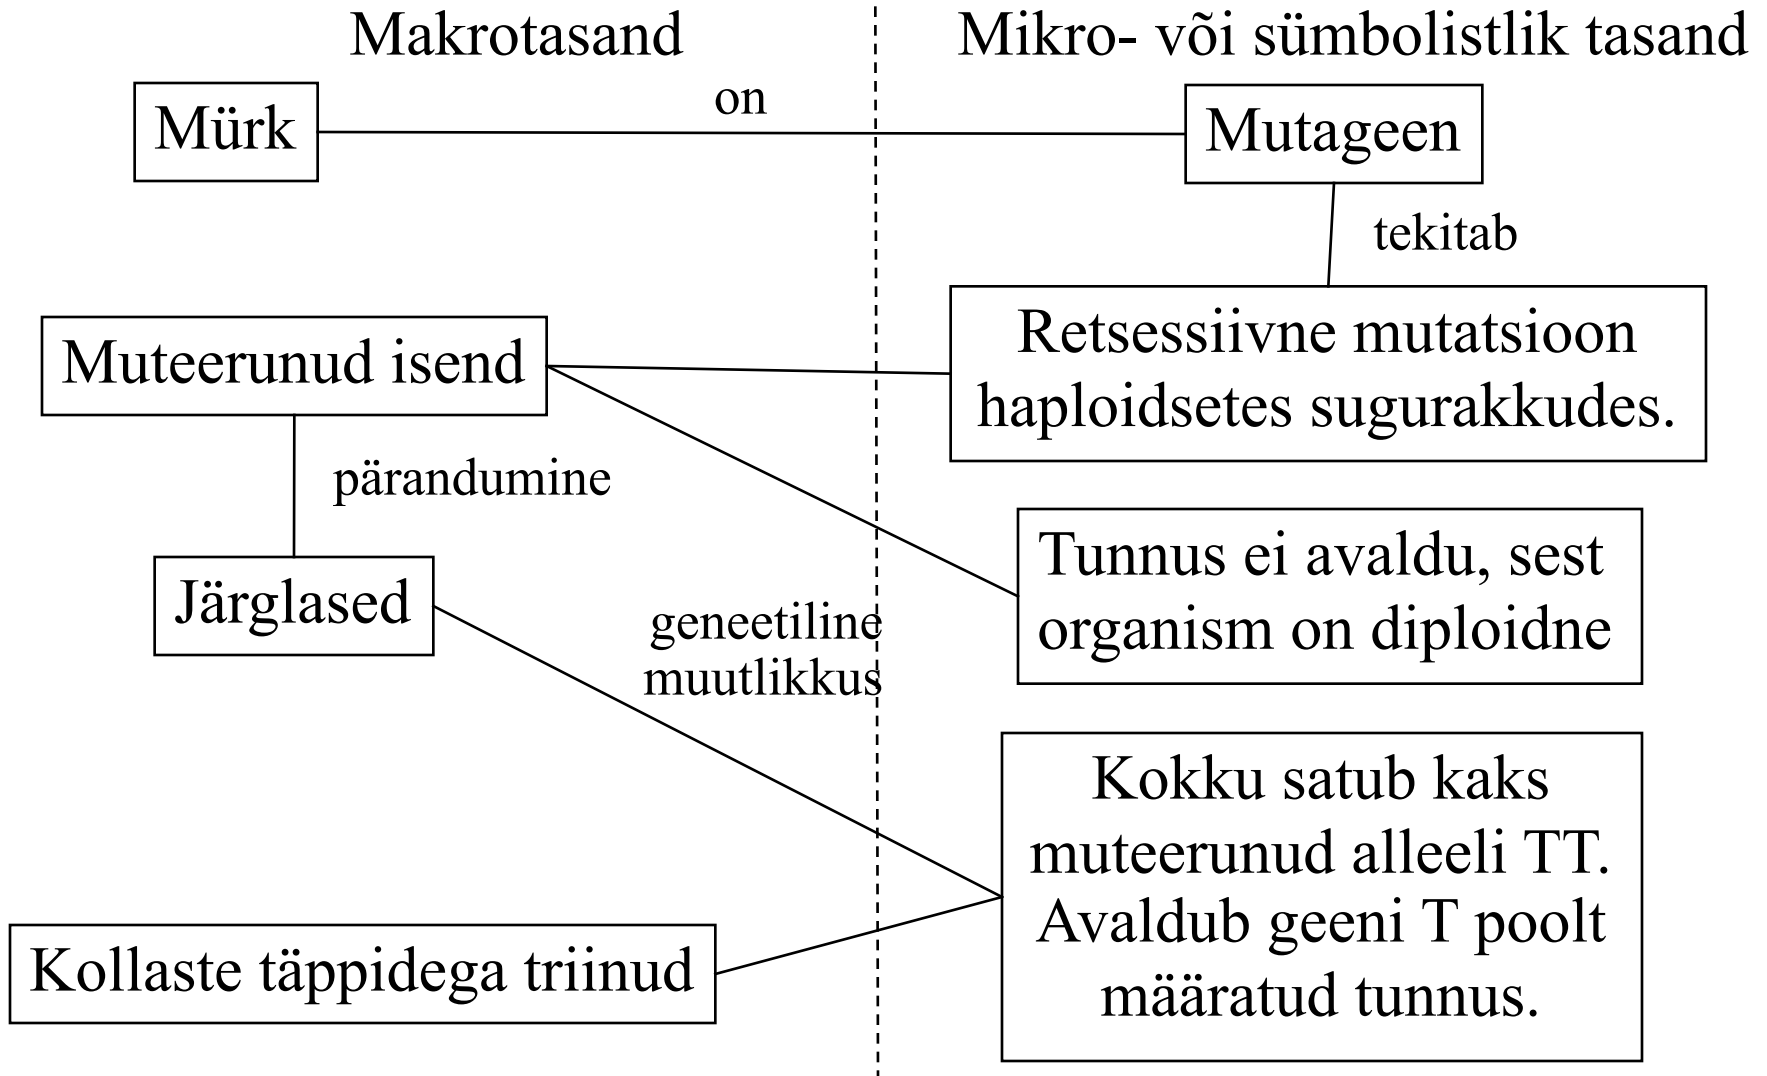 Makrotasand
Mikro- või sümbolistlik tasand
Mürk
on
Mutageen
tekitab
Muteerunud isend
Retsessiivne mutatsioon
haploidsetes sugurakkudes.
pärandumine
Järglased
Tunnus ei avaldu, sest
organism on diploidne
geneetiline
muutlikkus
Kokku satub kaks
muteerunud alleeli TT.
Avaldub geeni T poolt
määratud tunnus.
Kollaste täppidega triinud